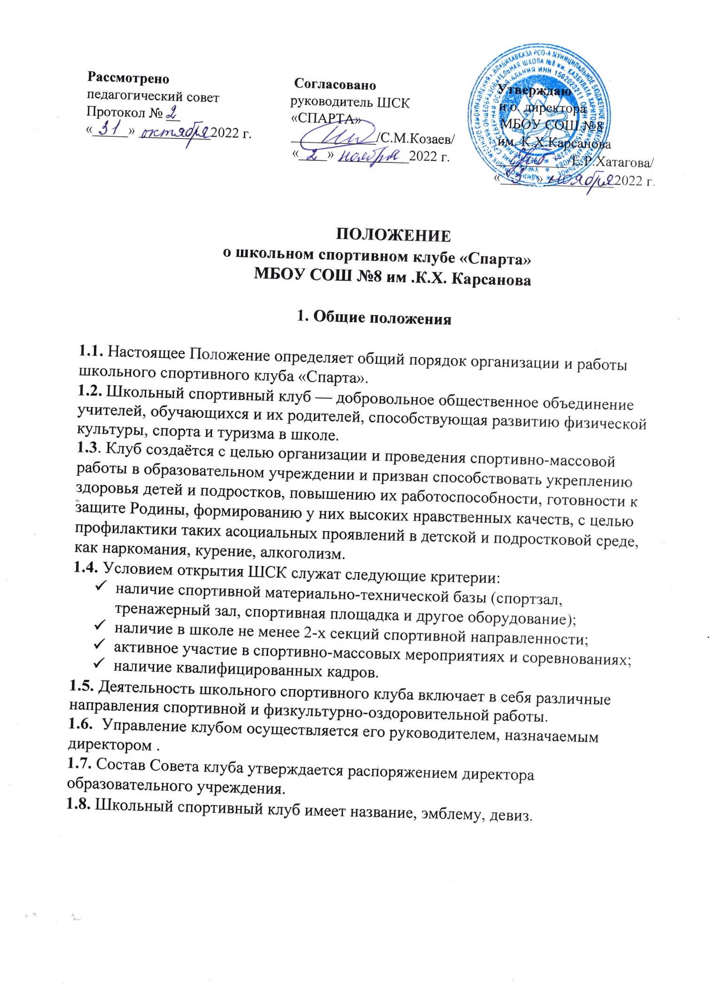 Рассмотрено
педагогический совет
Протокол № 2
«31» октября 2022 г.
Согласовано
руководитель ШСК
«СПАРТА»
/С.М.Козаев/
«2» ноября 2022 г.
Утверждаю
и.о. директора
МБОУ СОШ №8
им. К.Х.Карсанова
/Е.Р.Хатагова/
«3» ноября 2022 г.
ПОЛОЖЕНИЕ
о школьном спортивном клубе «Спарта»
МБОУ СОШ №8 им .К.Х. Карсанова
1. Общие положения
1.1. Настоящее Положение определяет общий порядок организации и работы
школьного спортивного клуба «Спарта».
1.2. Школьный спортивный клуб — добровольное общественное объединение
учителей, обучающихся и их родителей, способствующая развитию физической
культуры, спорта и туризма в школе.
1.3. Клуб создаётся с целью организации и проведения спортивно-массовой
работы в образовательном учреждении и призван способствовать укреплению
здоровья детей и подростков, повышению их работоспособности, готовности к
защите Родины, формированию у них высоких нравственных качеств, с целью
профилактики таких асоциальных проявлений в детской и подростковой среде,
как наркомания, курение, алкоголизм.
1.4. Условием открытия ШСК служат следующие критерии:
✓ наличие спортивной материально-технической базы (спортзал,
тренажерный зал, спортивная площадка и другое оборудование);
✓ наличие в школе не менее 2-х секций спортивной направленности;
✓ активное участие в спортивно-массовых мероприятиях и соревнованиях;
✓ наличие квалифицированных кадров.
1.5. Деятельность школьного спортивного клуба включает в себя различные
направления спортивной и физкультурно-оздоровительной работы.
1.6. Управление клубом осуществляется его руководителем, назначаемым
директором .
1.7. Состав Совета клуба утверждается распоряжением директора
образовательного учреждения.
1.8. Школьный спортивный клуб имеет название, эмблему, девиз.